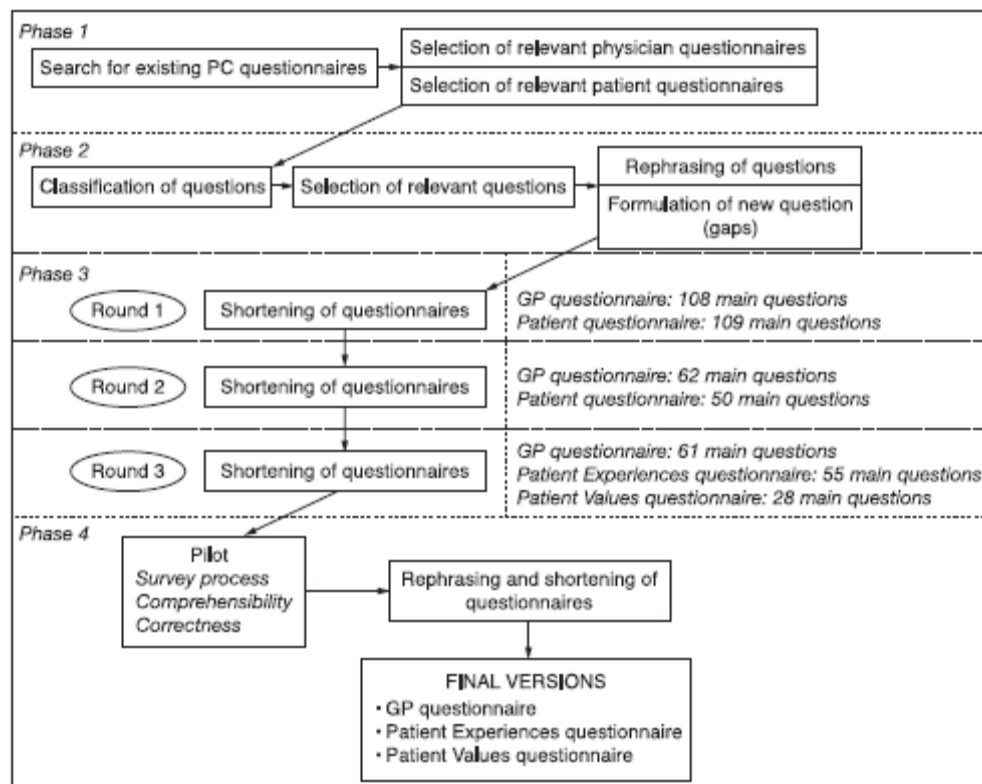 Phase 1
Search for existing PC questionnaires
Selection of relevant physician questionnaires
Selection of relevant patient questionnaires
Phase 2
Classification of questions
Selection of relevant questions
Rephrasing of questions
Formulation of new question
(gaps)
Phase 3
Round 1
Shortening of questionnaires
GP questionnaire: 108 main questions
Patient questionnaire: 109 main questions
Round 2
Shortening of questionnaires
GP questionnaire: 62 main questions
Patient questionnaire: 50 main questions
Round 3
Shortening of questionnaires
GP questionnaire: 61 main questions
Patient Experiences questionnaire: 55 main questions
Patient Values questionnaire: 28 main questions
Phase 4
Pilot
Survey process
Comprehensibility
Correctness
Rephrasing and shortening of
questionnaires
FINAL VERSIONS
• GP questionnaire
• Patient Experiences questionnaire
• Patient Values questionnaire